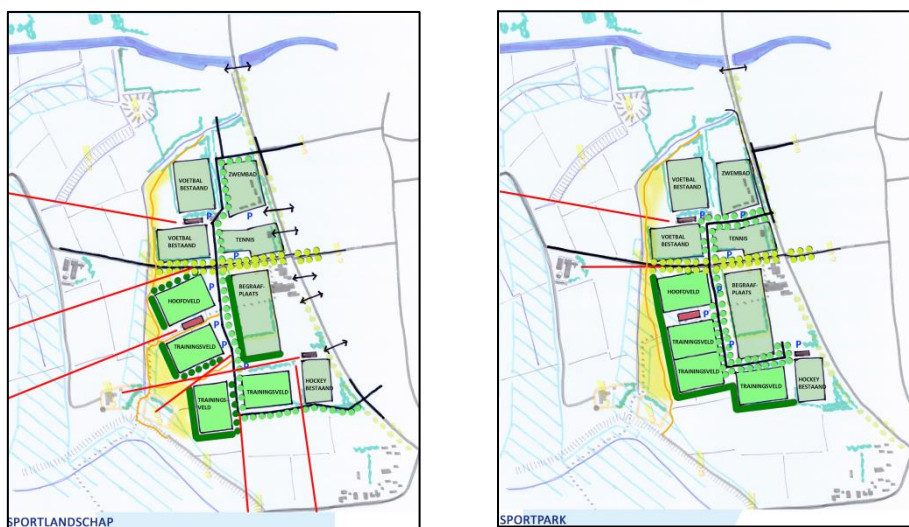 VOETBAL
BESTAAND
ZWEMBAD
P
P
VOETBAL
BESTAAND
TENNIS
P
HOOFDVELD
P
BEGRAAF-
PLAATS
TRAININGSVELD
P
P
TRAININGS-
VELD
TRAININGSVELD
HOCKEY
BESTAAND
SPORTLANDSCHAP
VOETBAL
BESTAAND
ZWEMBAD
P
P
VOETBAL
BESTAAND
TENNIS
P
HOOFDVELD
P
BEGRAAF-
PLAATS
P
TRAININGSVELD
TRAININGSVELD
TRAININGSVELD
P
HOCKEY
BESTAAND
SPORTPARK